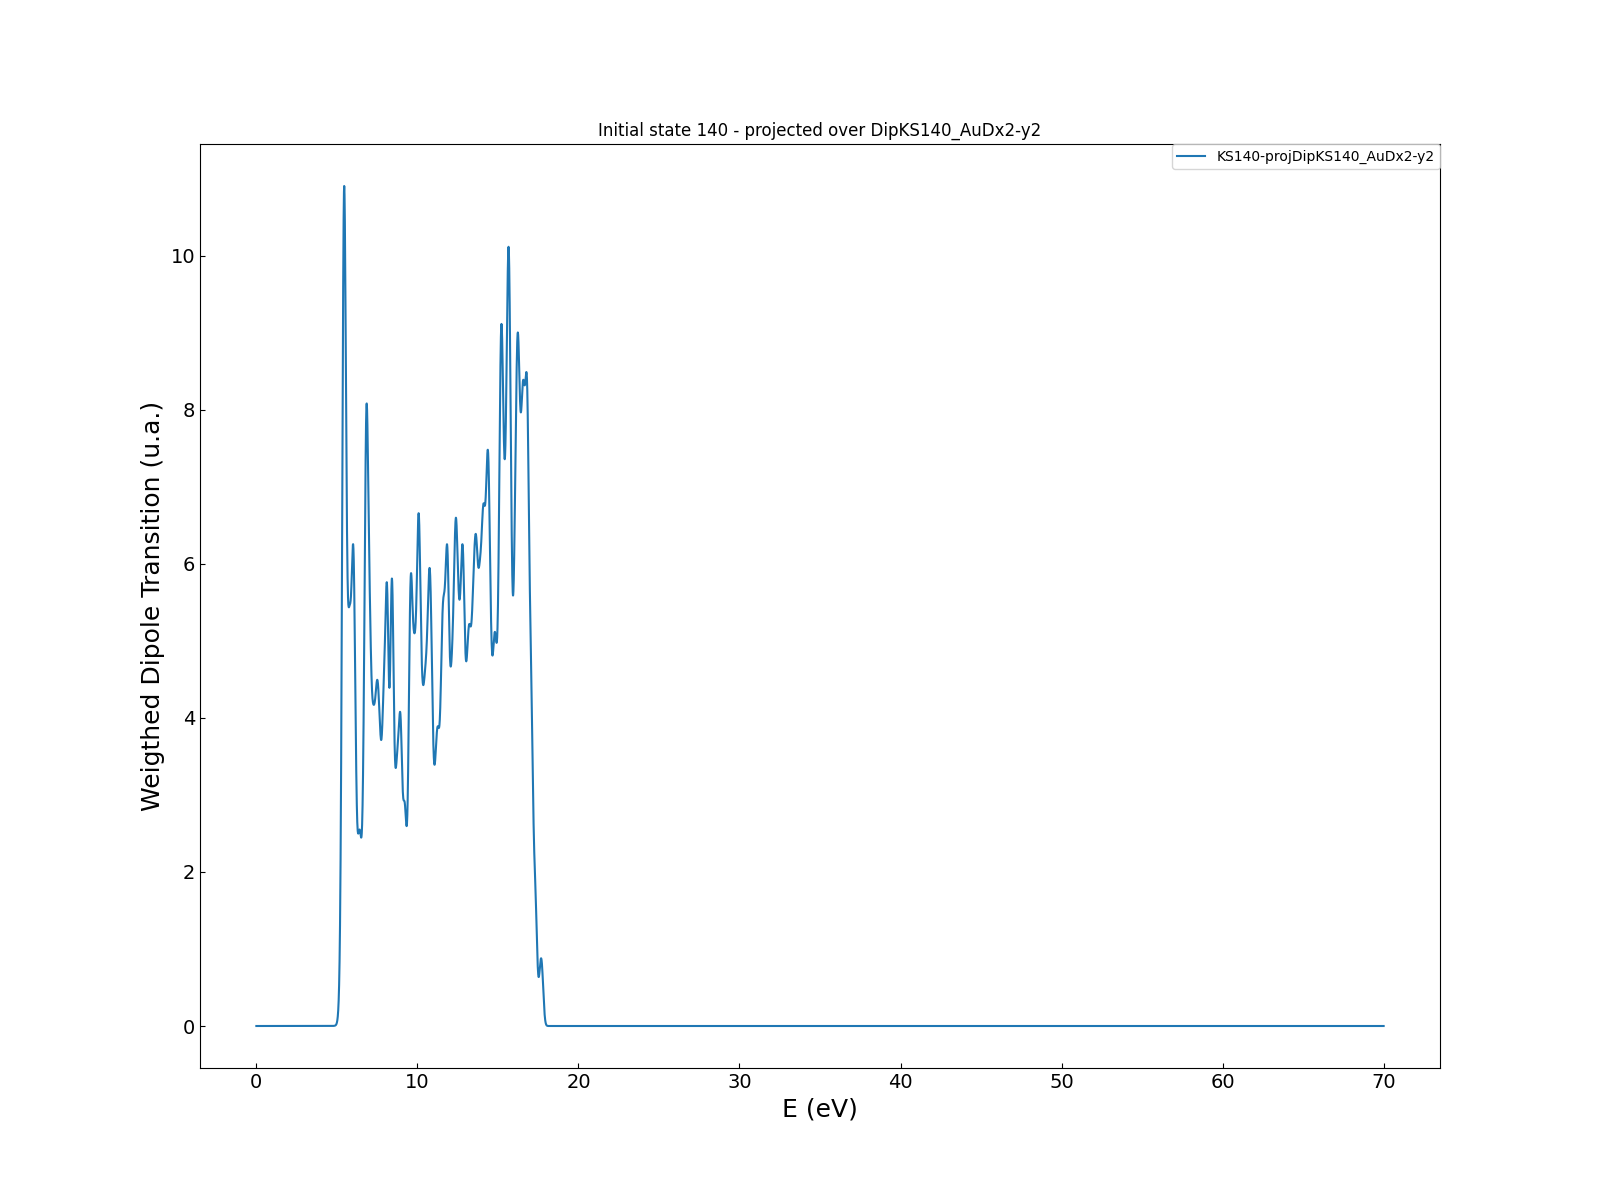 Initial state 140 - projected over DipKS140_AuDx2-y2
KS140-projDipKS140_AuDx2-y2
Weigthed Dipole Transition (u.a.)
10
8
6
4
2
0
0 10 20 30 40 50 60 70
E (eV)